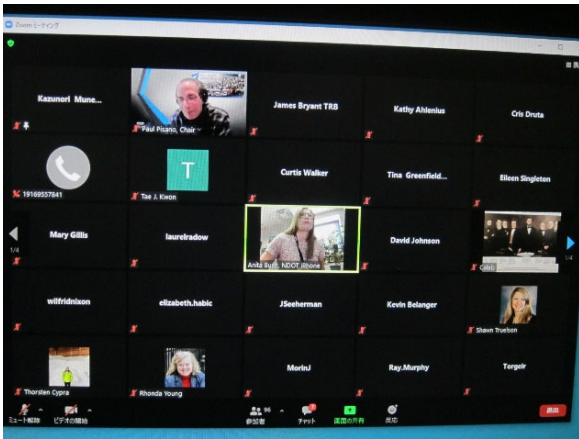 Zoom ミーティング
Kazunori Mune...
Paul Pisano, Chair
James Bryant TRB
Kathy Ahlenius
Cris Druta
19169557841
T
Tae J. Kwon
Curtis Walker
Tina Greenfield...
Eileen Singleton
Mary Gillis
laurelradow
Anita Bush, NDOT iPhone
David Johnson
1/4
1/4
wilfridnixon
elizabeth.habic
JSeeherman
Kevin Belanger
Shawn Truelson
Thorsten Cypra
Rhonda Young
MorinJ
Ray.Murphy
Torgeir
ミュート解除
ビデオの開始
96
参加者
チャット
画面の共有
反応
退出